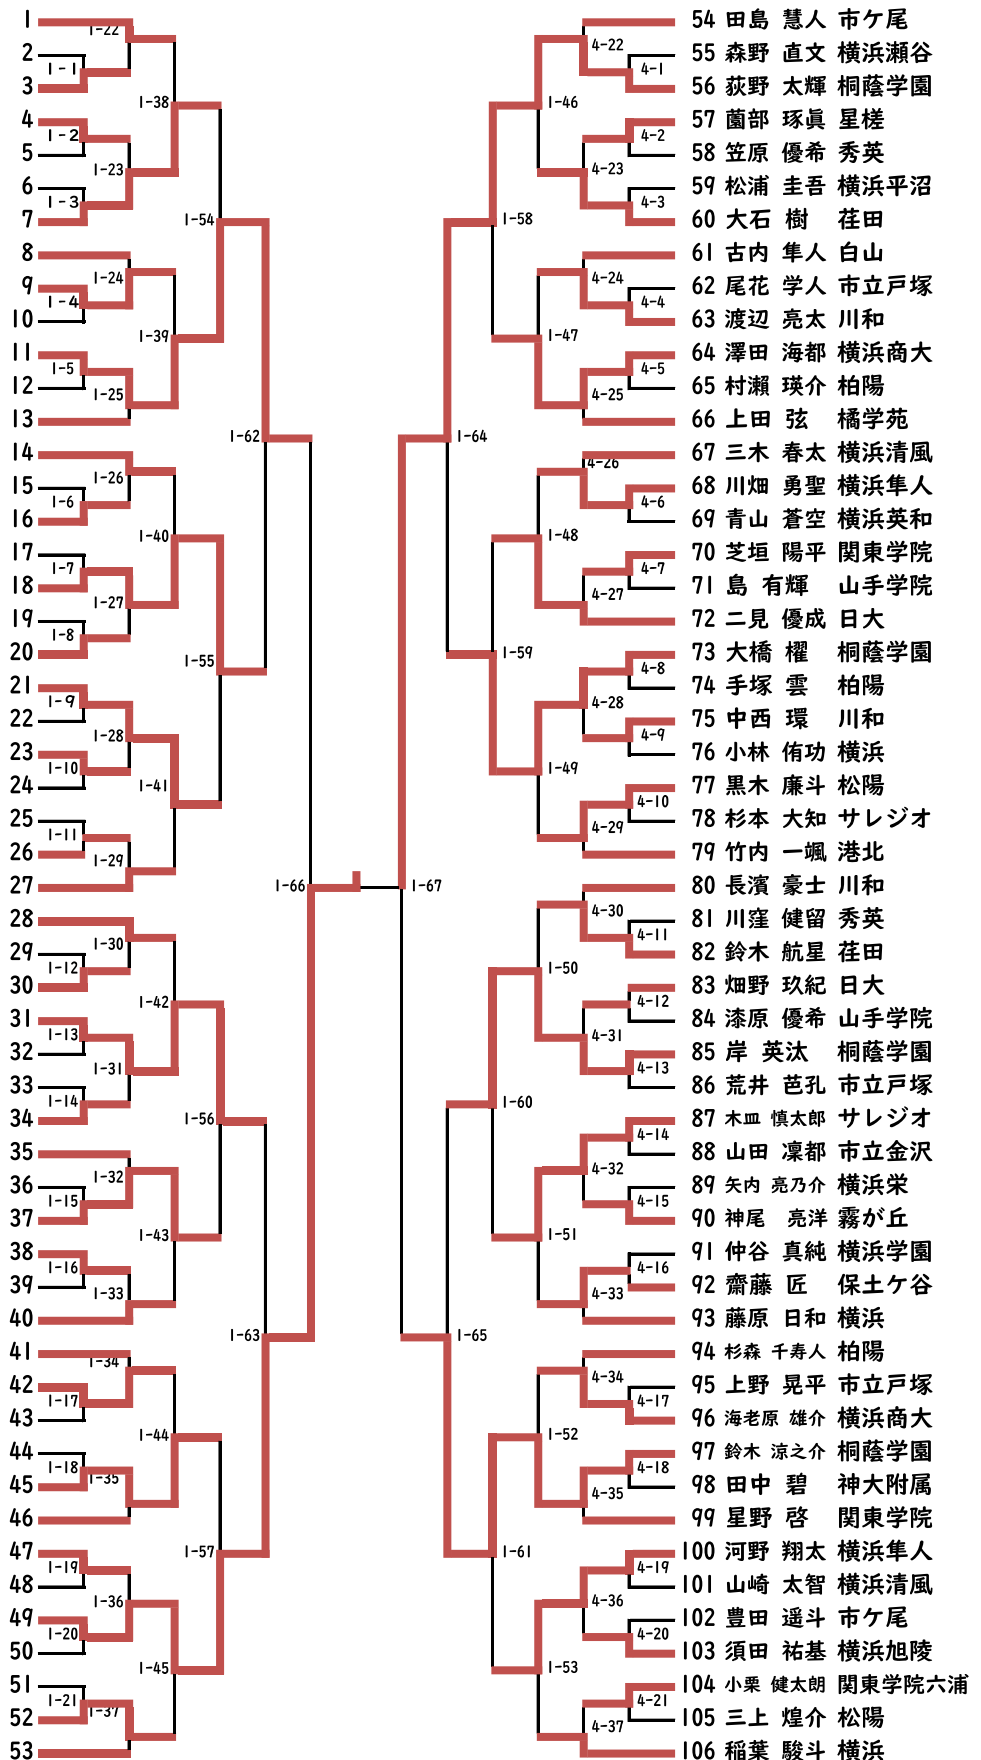 1
1-22
2
1-1
3
1-38
4
1-2
5
1-23
6
1-3
7
1-54
8
1-24
9
1-4
10
1-39
11
1-5
12
1-25
13
1-62
14
1-26
15
1-6
16
1-40
17
1-7
18
1-27
19
1-8
20
1-55
21
1-9
22
1-28
23
1-10
24
1-41
25
1-11
26
1-29
27
1-66
28
1-30
29
1-12
30
1-42
31
1-13
32
1-31
33
1-14
34
1-56
35
1-32
36
1-15
37
1-43
38
1-16
39
1-33
40
1-63
41
1-34
42
1-17
43
1-44
44
1-18
45
1-35
46
1-57
47
1-19
48
1-36
49
1-20
50
1-45
51
1-21
52
1-37
53
54 田島 慧人 市ケ尾
4-22
55 森野 直文 横浜瀬谷
4-1
56 荻野 太輝 桐蔭学園
1-46
57 薗部 琢眞 星槎
4-2
58 笠原 優希 秀英
4-23
59 松浦 圭吾 横浜平沼
4-3
60 大石 樹 荏田
1-58
61 古内 隼人 白山
4-24
62 尾花 学人 市立戸塚
4-4
63 渡辺 亮太 川和
1-47
64 澤田 海都 横浜商大
4-5
65 村瀨 瑛介 柏陽
4-25
66 上田 弦 橘学苑
1-64
67 三木 春太 横浜清風
4-26
68 川畑 勇聖 横浜隼人
4-6
69 青山 蒼空 横浜英和
1-48
70 芝垣 陽平 関東学院
4-7
71 島 有輝 山手学院
4-27
72 二見 優成 日大
1-59
73 大橋 櫂 桐蔭学園
4-8
74 手塚 雲 柏陽
4-28
75 中西 環 川和
4-9
76 小林 侑功 横浜
1-49
77 黒木 廉斗 松陽
4-10
78 杉本 大知 サレジオ
4-29
79 竹内 一颯 港北
1-67
80 長濱 豪士 川和
4-30
81 川窪 健留 秀英
4-11
82 鈴木 航星 荏田
1-50
83 畑野 玖紀 日大
4-12
84 漆原 優希 山手学院
4-31
85 岸 英汰 桐蔭学園
4-13
86 荒井 芭孔 市立戸塚
1-60
87 木皿 慎太郎 サレジオ
4-14
88 山田 凜都 市立金沢
4-32
89 矢内 亮乃介 横浜栄
4-15
90 神尾 亮洋 霧が丘
1-51
91 仲谷 真純 横浜学園
4-16
92 齋藤 匠 保土ケ谷
4-33
93 藤原 日和 横浜
1-65
94 杉森 千寿人 柏陽
4-34
95 上野 晃平 市立戸塚
4-17
96 海老原 雄介 横浜商大
1-52
97 鈴木 涼之介 桐蔭学園
4-18
98 田中 碧 神大附属
4-35
99 星野 啓 関東学院
1-61
100 河野 翔太 横浜隼人
4-19
101 山崎 太智 横浜清風
4-36
102 豊田 遥斗 市ケ尾
4-20
103 須田 祐基 横浜旭陵
1-53
104 小栗 健太朗 関東学院六浦
4-21
105 三上 煌介 松陽
4-37
106 稲葉 駿斗 横浜